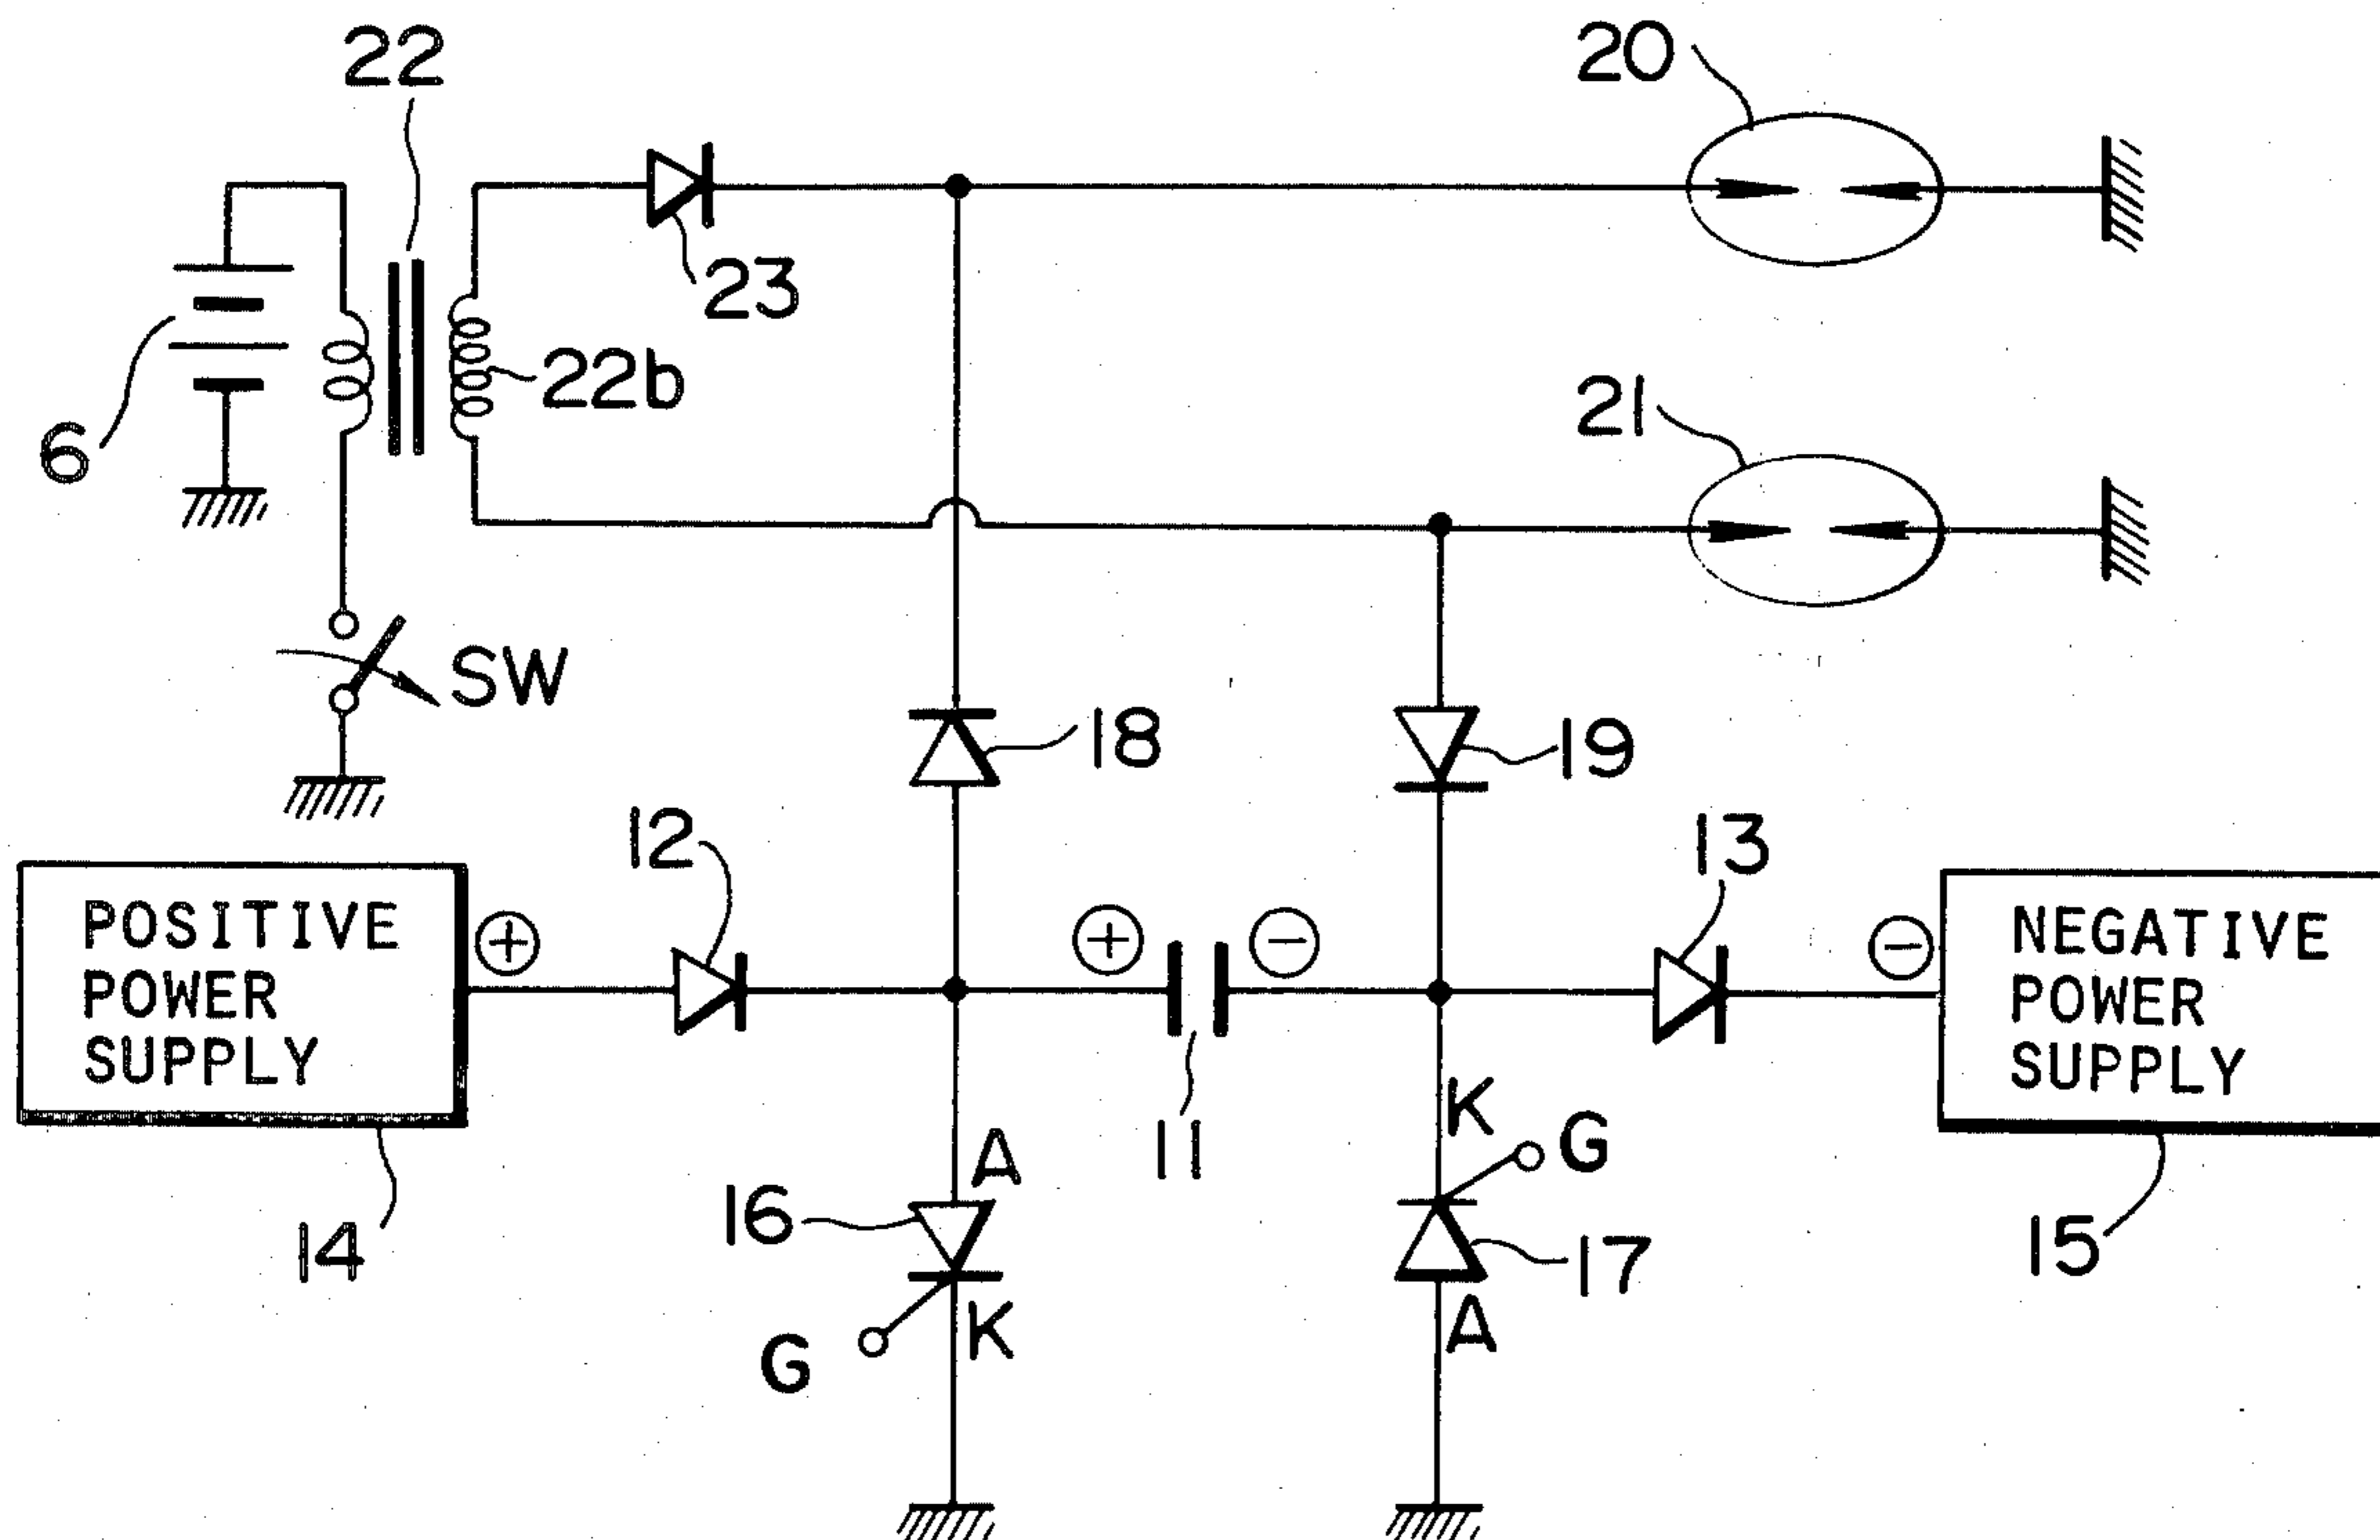 22
20
23
22b
6
21
SW
18
19
12
13
POSITIVE
POWER
SUPPLY
+
+
−
−
NEGATIVE
POWER
SUPPLY
K
G
11
A
16
17
14
15
K
A
G